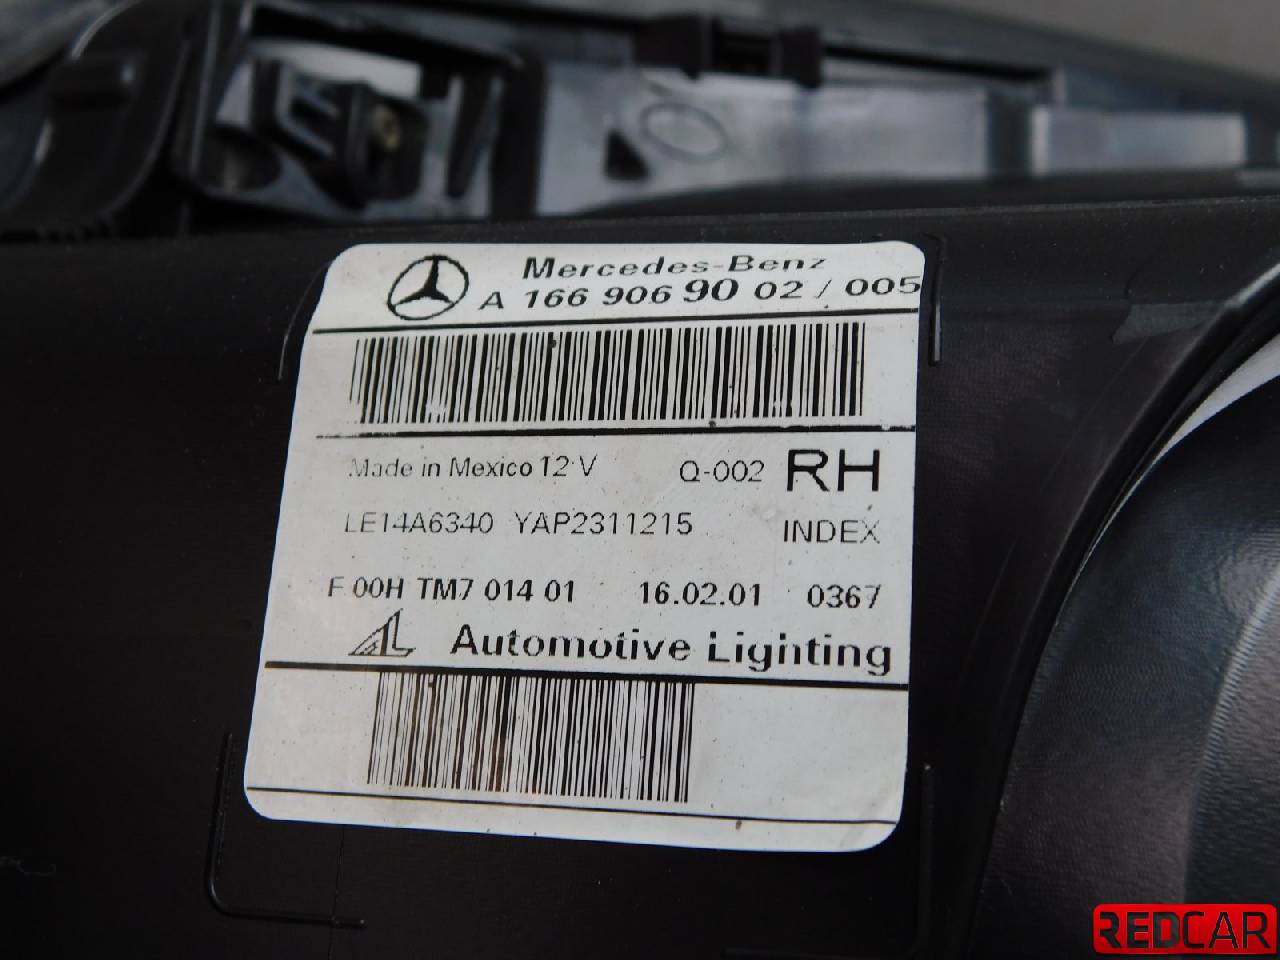 Mercedes-Benz
A 166 906 90 02 / 005
Made in Mexico 12 V Q-002 RH
LE14A6340 YAP2311215 INDEX
F 00H TM7 014 01 16.02.01 0367
AL Automotive Lighting
REDCAR